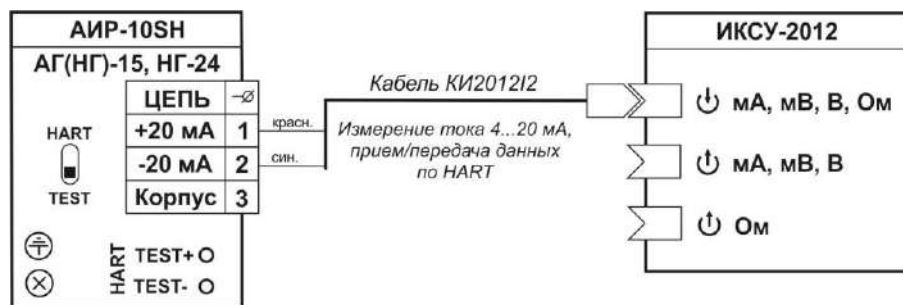 АИР-10SH
АГ(НГ)-15, НГ-24
ЦЕПЬ
+20 мА 1
-20 мА 2
Корпус 3
HART
TEST
HART
TEST+
TEST-
красн.
син.
Кабель КИ2012I2
Измерение тока 4...20 мА,
прием/передача данных
по HART
ИКСУ-2012
мА, мВ, В, Ом
мА, мВ, В
Ом